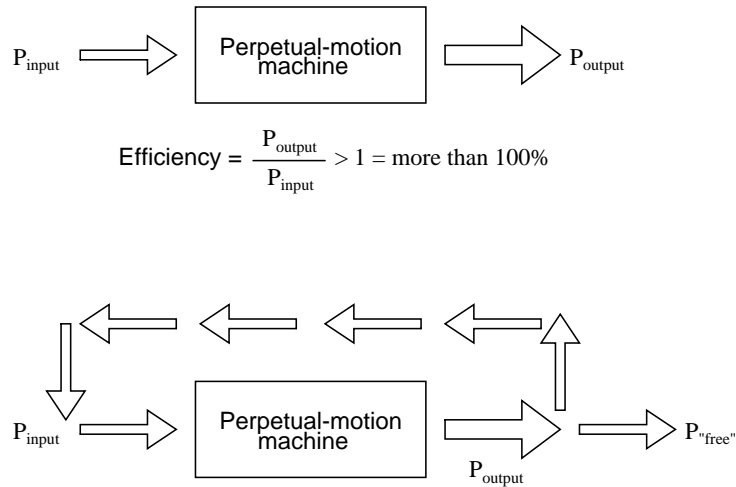 P_input
Perpetual-motion
machine
P_output
Efficiency = P_output / P_input > 1 = more than 100%
P_input
Perpetual-motion
machine
P_output
P_"free"